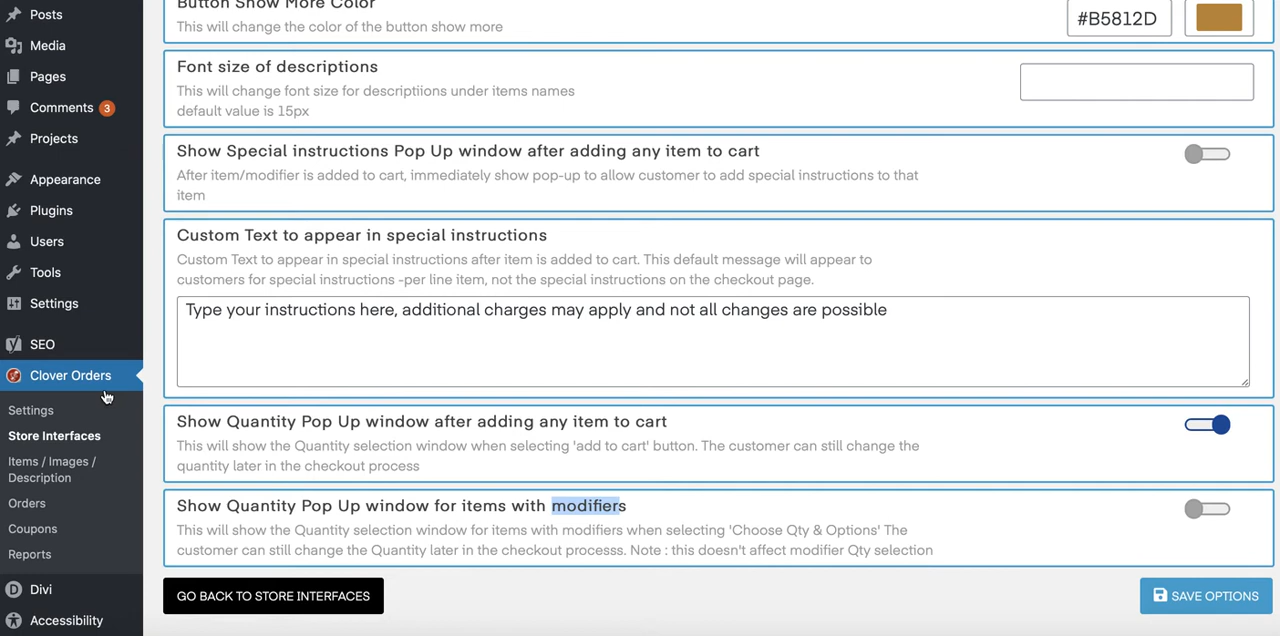 Posts
Media
Pages
Comments 3
Projects
Appearance
Plugins
Users
Tools
Settings
SEO
Clover Orders
Settings
Store Interfaces
Items / Images /
Description
Orders
Coupons
Reports
Divi
Accessibility
Button Show More Color
This will change the color of the button show more
#B5812D
Font size of descriptions
This will change font size for descriptiions under items names
default value is 15px
Show Special instructions Pop Up window after adding any item to cart
After item/modifier is added to cart, immediately show pop-up to allow customer to add special instructions to that
item
Custom Text to appear in special instructions
Custom Text to appear in special instructions after item is added to cart. This default message will appear to
customers for special instructions -per line item, not the special instructions on the checkout page.
Type your instructions here, additional charges may apply and not all changes are possible
Show Quantity Pop Up window after adding any item to cart
This will show the Quantity selection window when selecting 'add to cart' button. The customer can still change the
quantity later in the checkout process
Show Quantity Pop Up window for items with modifiers
This will show the Quantity selection window for items with modifiers when selecting 'Choose Qty & Options' The
customer can still change the Quantity later in the checkout processs. Note : this doesn't affect modifier Qty selection
GO BACK TO STORE INTERFACES
SAVE OPTIONS